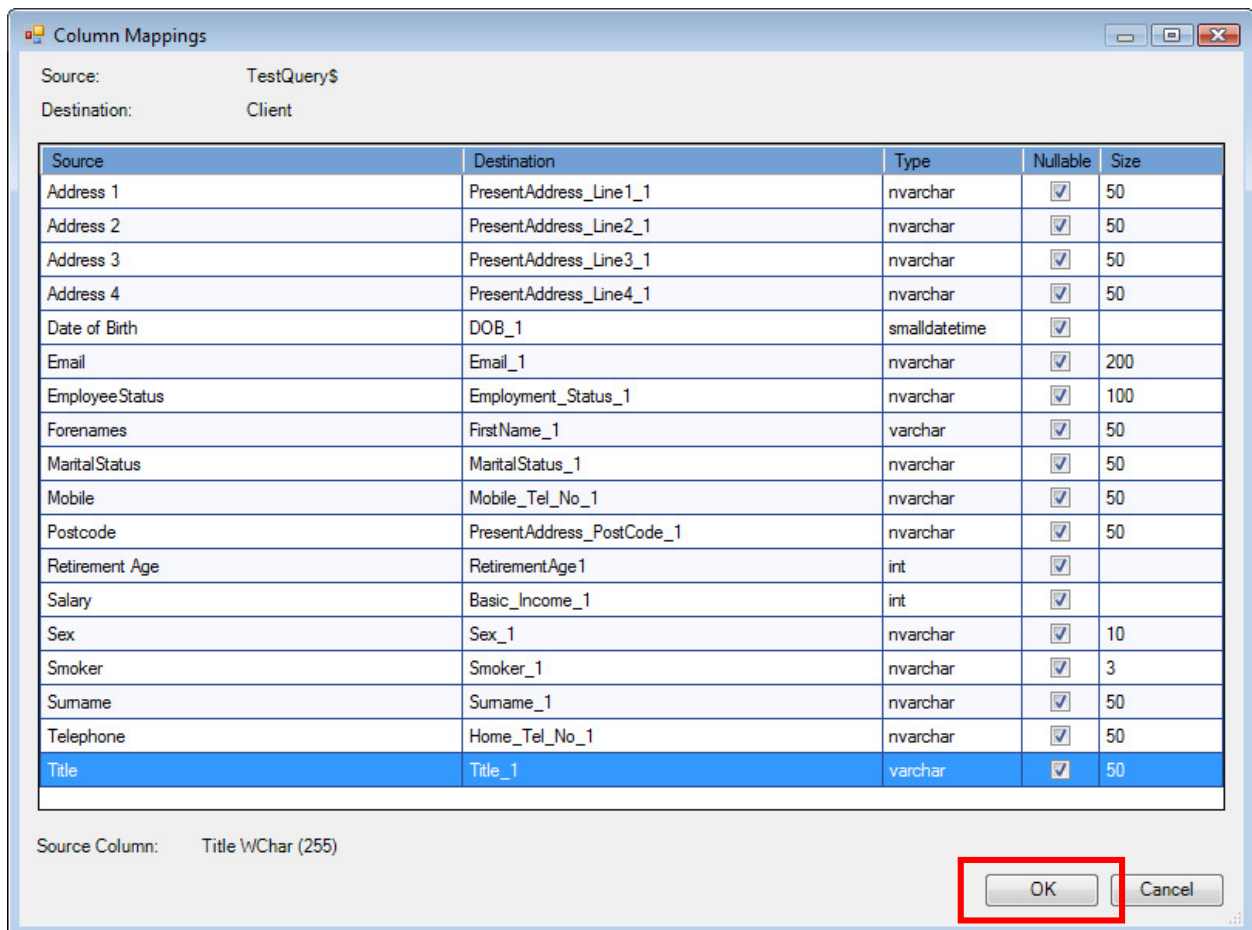 Column Mappings
Source: TestQuery$
Destination: Client
Source Destination Type Nullable Size
Address 1 PresentAddress_Line1_1 nvarchar 50
Address 2 PresentAddress_Line2_1 nvarchar 50
Address 3 PresentAddress_Line3_1 nvarchar 50
Address 4 PresentAddress_Line4_1 nvarchar 50
Date of Birth DOB_1 smalldatetime
Email Email_1 nvarchar 200
EmployeeStatus Employment_Status_1 nvarchar 100
Forenames FirstName_1 varchar 50
MaritalStatus MaritalStatus_1 nvarchar 50
Mobile Mobile_Tel_No_1 nvarchar 50
Postcode PresentAddress_PostCode_1 nvarchar 50
Retirement Age RetirementAge1 int
Salary Basic_Income_1 int
Sex Sex_1 nvarchar 10
Smoker Smoker_1 nvarchar 3
Surname Surname_1 nvarchar 50
Telephone Home_Tel_No_1 nvarchar 50
Title Title_1 varchar 50
Source Column: Title WChar (255)
OK Cancel